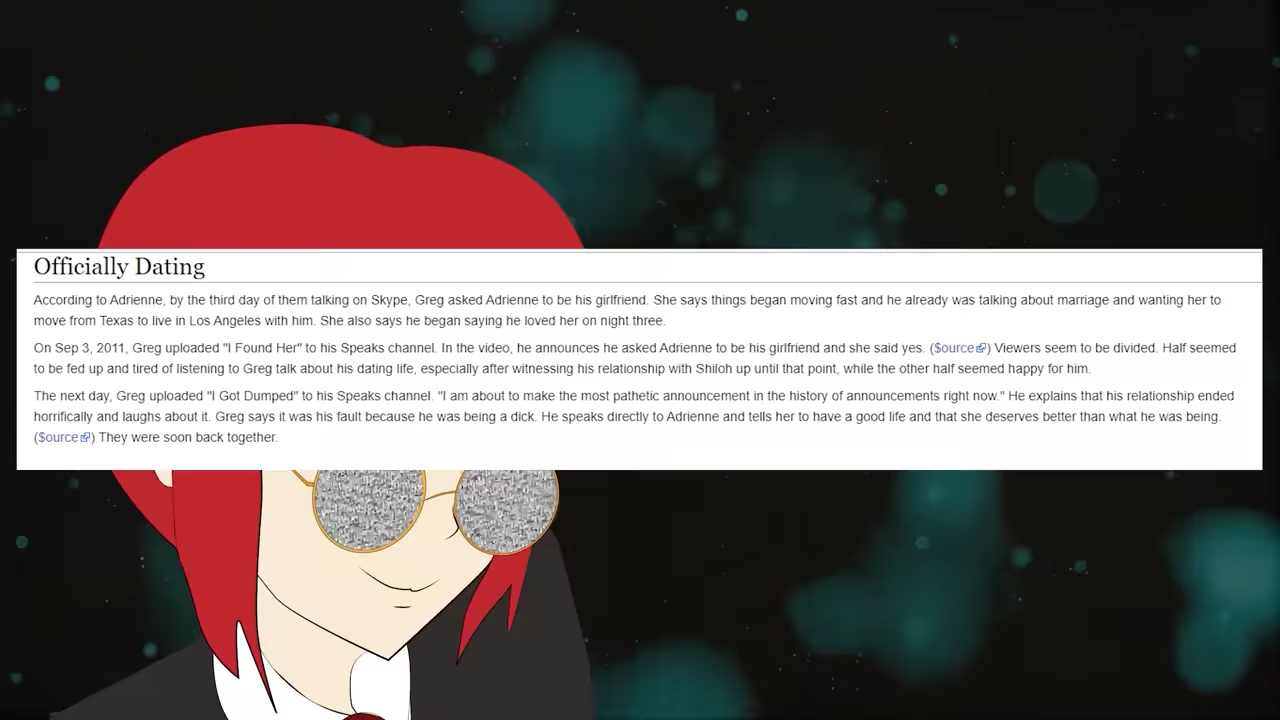 Officially Dating
According to Adrienne, by the third day of them talking on Skype, Greg asked Adrienne to be his girlfriend. She says things began moving fast and he already was talking about marriage and wanting her to
move from Texas to live in Los Angeles with him. She also says he began saying he loved her on night three.
On Sep 3, 2011, Greg uploaded "I Found Her" to his Speaks channel. In the video, he announces he asked Adrienne to be his girlfriend and she said yes. ($ource) Viewers seem to be divided. Half seemed
to be fed up and tired of listening to Greg talk about his dating life, especially after witnessing his relationship with Shiloh up until that point, while the other half seemed happy for him.
The next day, Greg uploaded "I Got Dumped" to his Speaks channel. "I am about to make the most pathetic announcement in the history of announcements right now." He explains that his relationship ended
horrifically and laughs about it. Greg says it was his fault because he was being a dick. He speaks directly to Adrienne and tells her to have a good life and that she deserves better than what he was being.
($ource) They were soon back together.